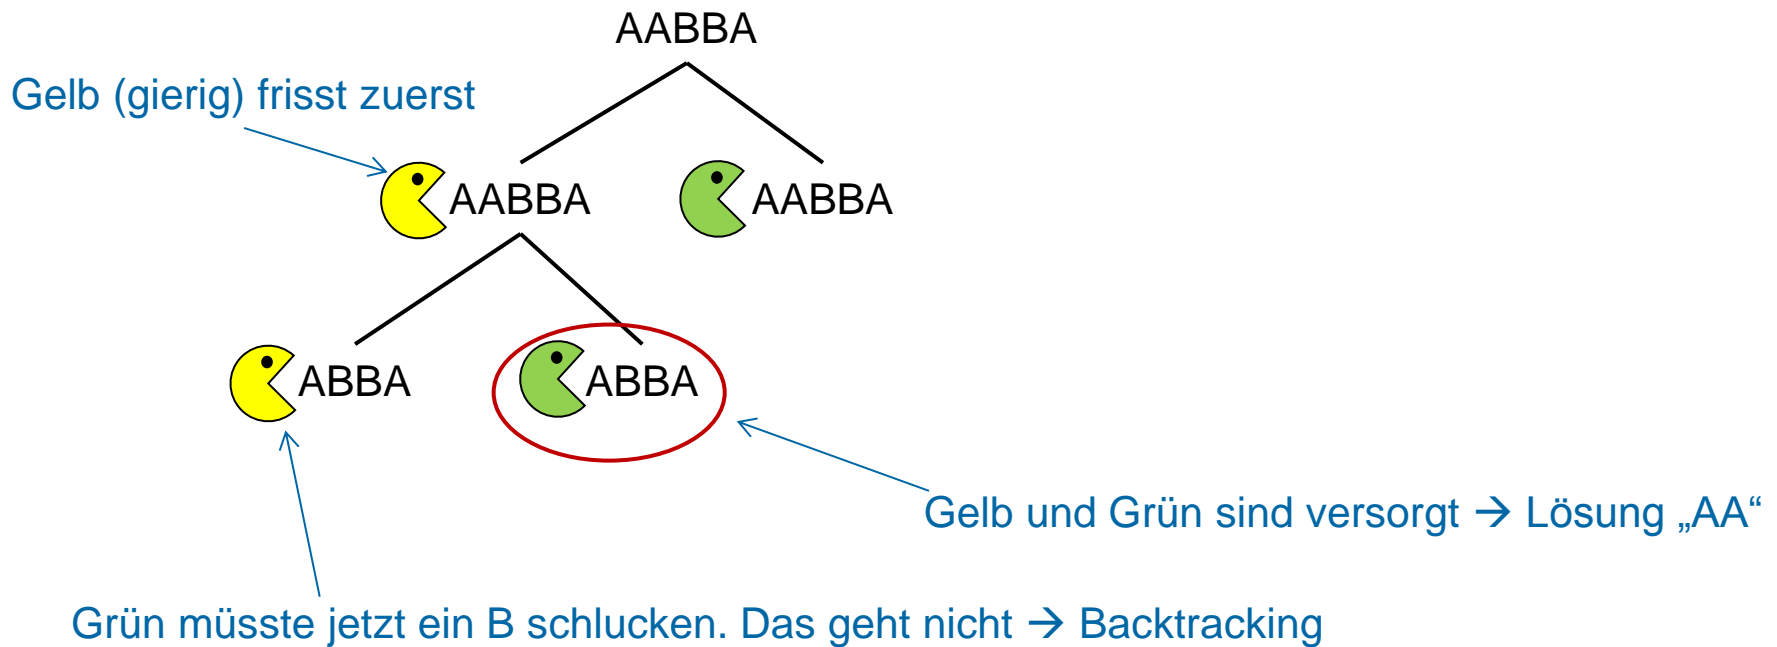 AABBA
Gelb (gierig) frisst zuerst
AABBA
AABBA
ABBA
ABBA
Gelb und Grün sind versorgt → Lösung „AA“
Grün müsste jetzt ein B schlucken. Das geht nicht → Backtracking